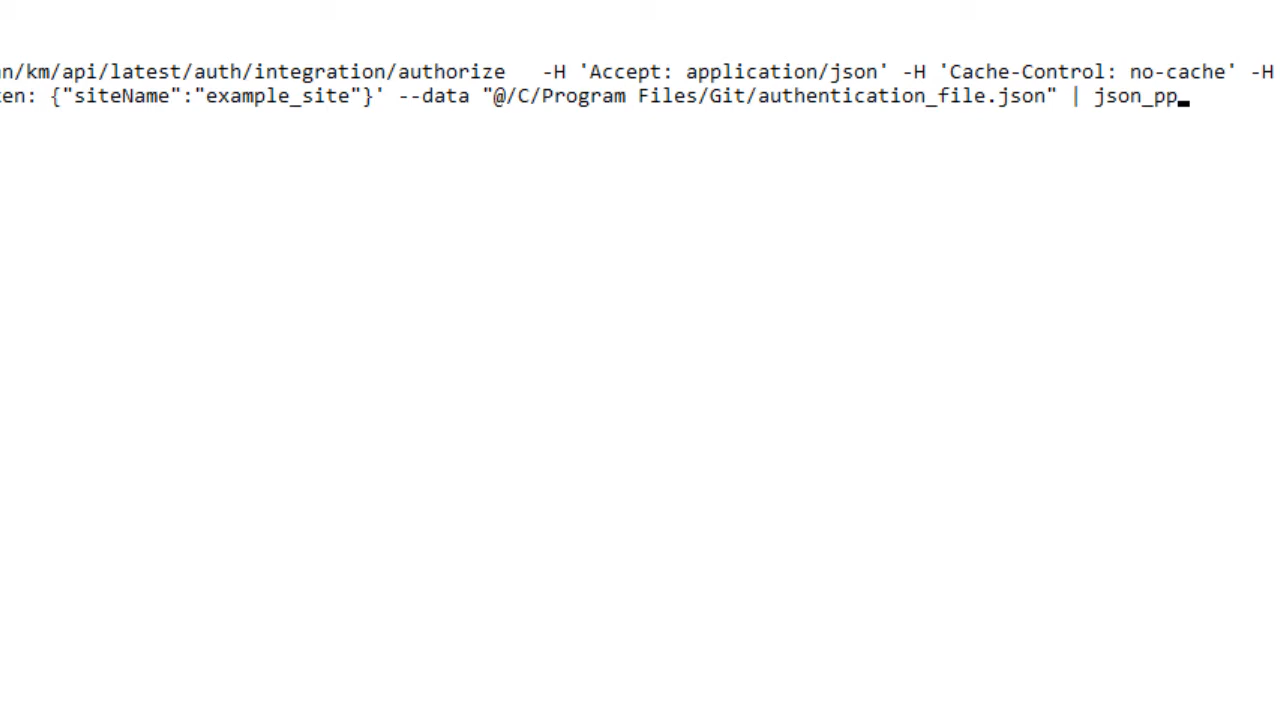 n/km/api/latest/auth/integration/authorize   -H 'Accept: application/json' -H 'Cache-Control: no-cache' -H
en: {"siteName":"example_site"}' --data "@/C/Program Files/Git/authentication_file.json" | json_pp